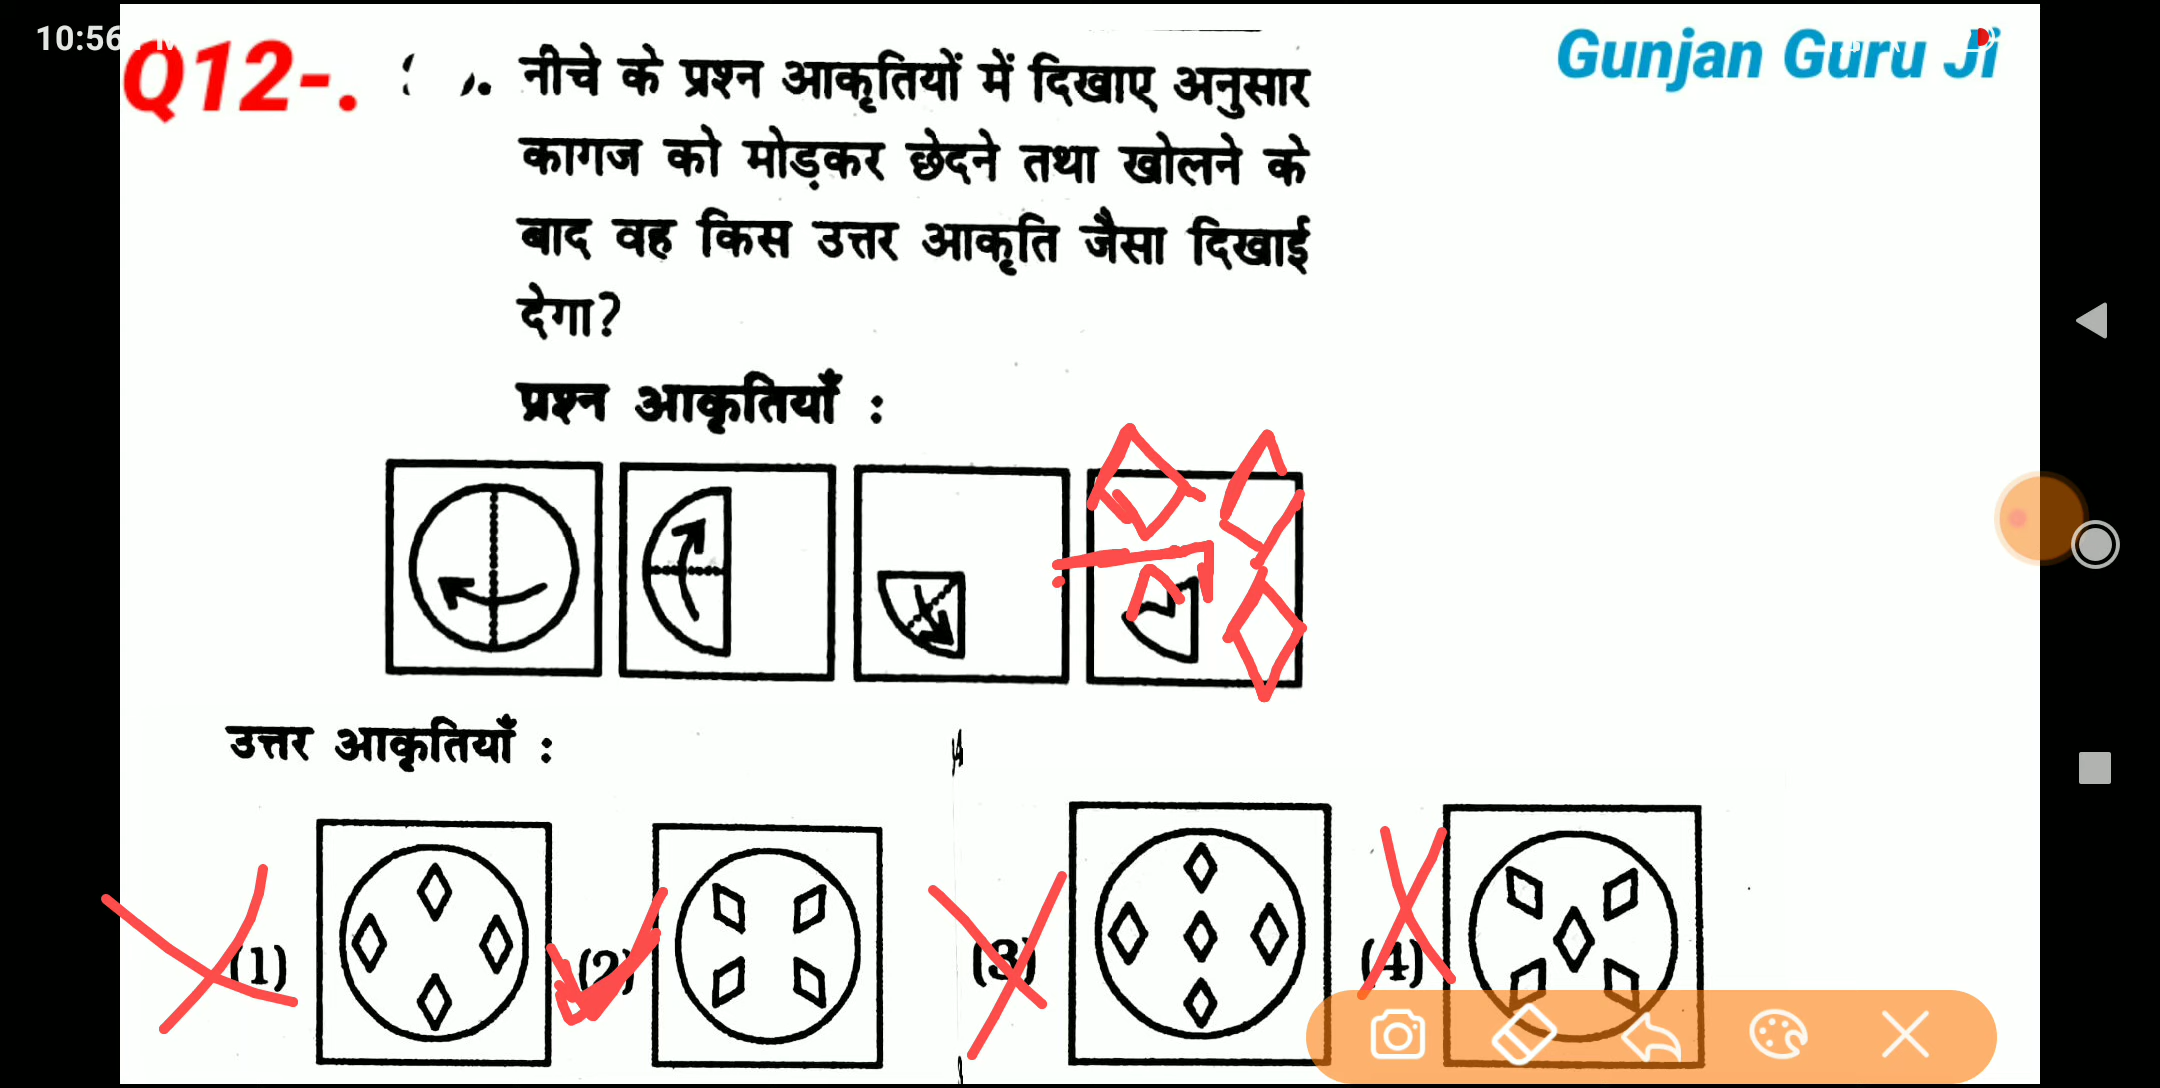 10:56
Q12-.
Gunjan Guru Ji
नीचे के प्रश्न आकृतियों में दिखाए अनुसार
कागज को मोड़कर छेदने तथा खोलने के
बाद वह किस उत्तर आकृति जैसा दिखाई
देगा?
प्रश्न आकृतियाँ :
उत्तर आकृतियाँ :
(1) (2) (3) (4)